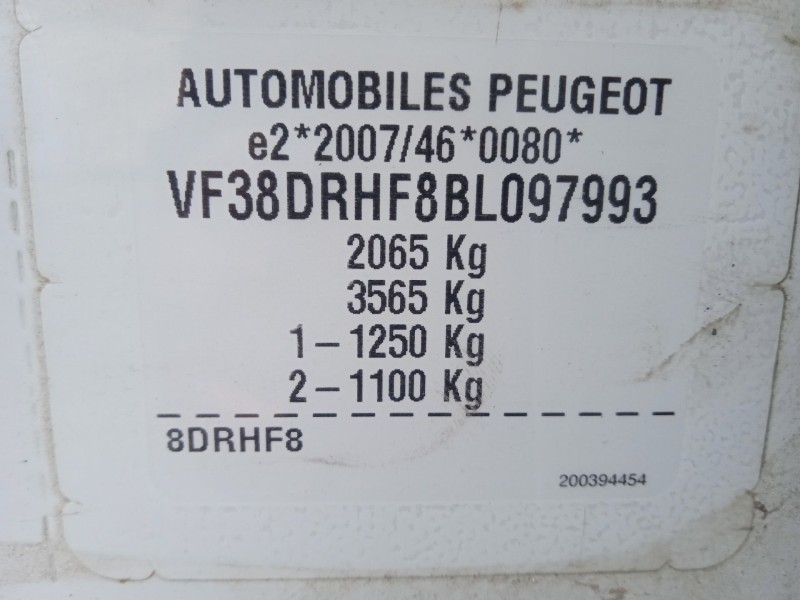 AUTOMOBILES PEUGEOT
e2*2007/46*0080*
VF38DRHF8BL097993
2065 Kg
3565 Kg
1-1250 Kg
2-1100 Kg
8DRHF8
200394454